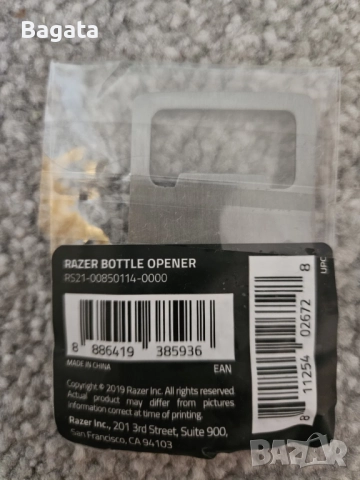 Bagata
RAZER BOTTLE OPENER
RS21-00850114-0000
8 886419 385936
MADE IN CHINA
EAN
Copyright © 2019 Razer Inc. All rights reserved.
Actual product may differ from pictures
information correct at time of printing.
Razer Inc., 201 3rd Street, Suite 900,
San Francisco, CA 94103
UPC
8 11254 02672 8
bazar